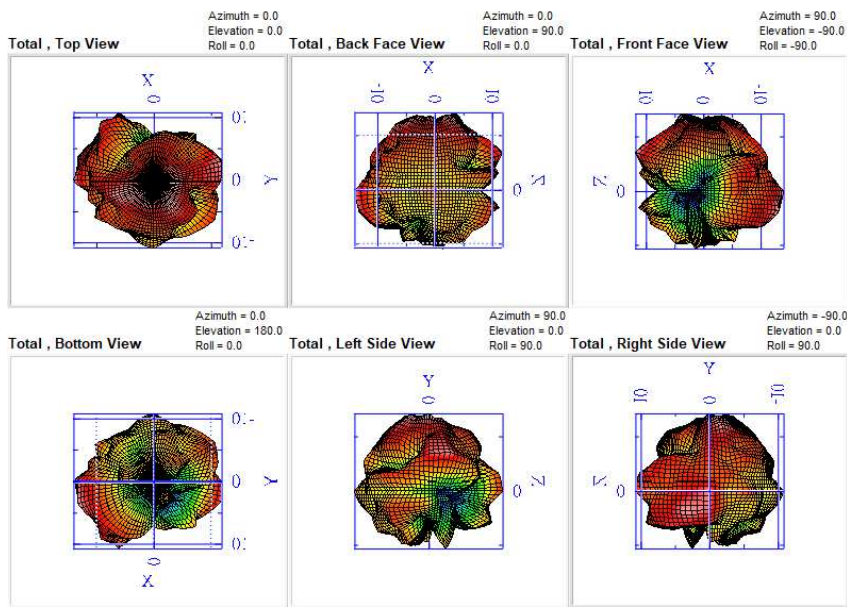 Azimuth = 0.0
Elevation = 0.0
Roll = 0.0
Total , Top View
Azimuth = 0.0
Elevation = 90.0
Roll = 0.0
Total , Back Face View
Azimuth = 90.0
Elevation = -90.0
Roll = -90.0
Total , Front Face View
X
0
Y
0
X
-10
0
10
Z
0
X
10
0
-10
Z
0
Azimuth = 0.0
Elevation = 180.0
Roll = 0.0
Total , Bottom View
Azimuth = 90.0
Elevation = 0.0
Roll = 90.0
Total , Left Side View
Azimuth = -90.0
Elevation = 0.0
Roll = 90.0
Total , Right Side View
0
Y
0
X
Y
0
Z
0
Y
10
0
-10
Z
0